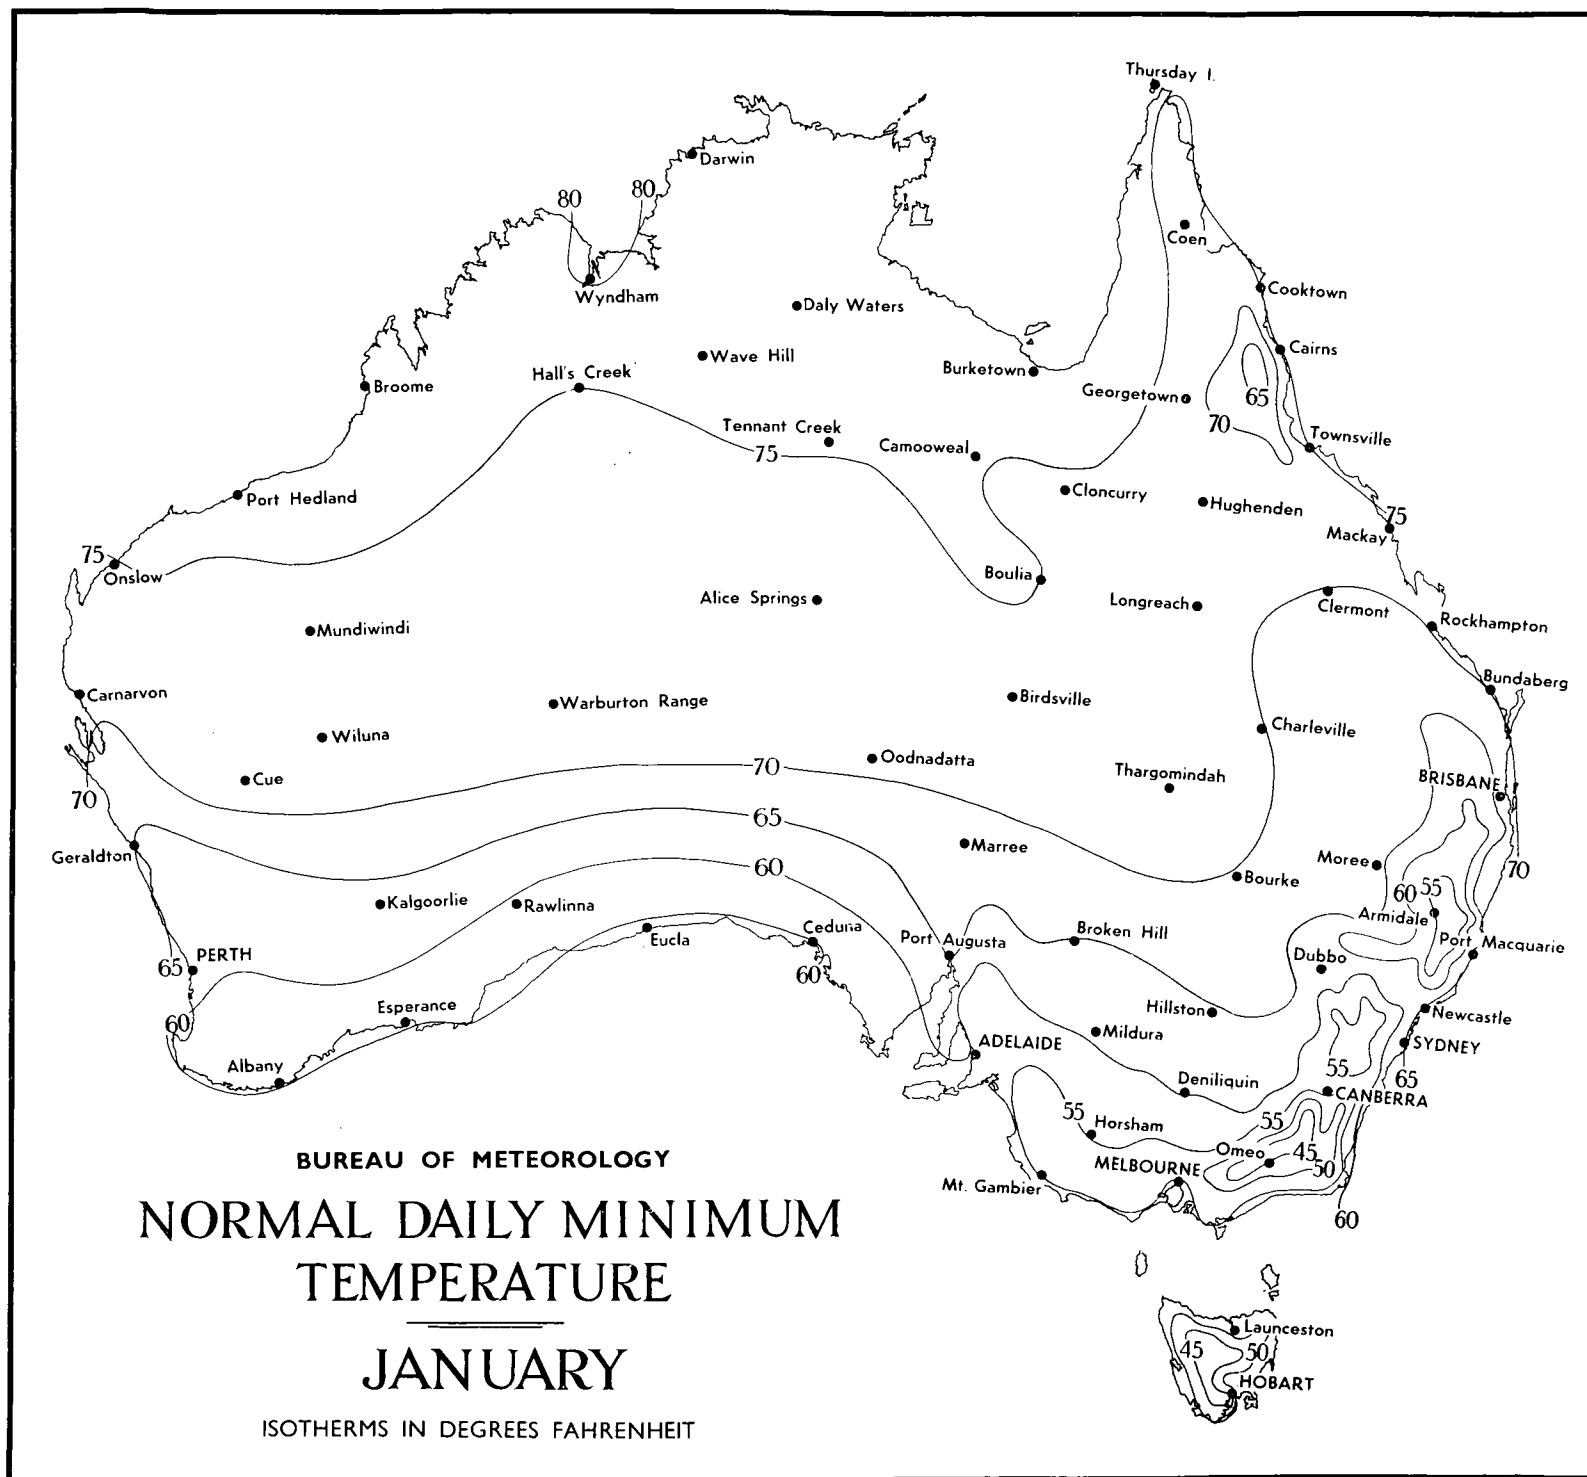 Thursday I.
Darwin
80
80
Coen
Wyndham
Cooktown
Daly Waters
Wave Hill
Cairns
Hall's Creek
Burketown
Broome
Georgetown
65
70
Tennant Creek
75
Camooweal
Townsville
Port Hedland
Cloncurry
Hughenden
75
Mackay
75
Onslow
Boulia
Alice Springs
Longreach
Clermont
Rockhampton
Mundiwindi
Bundaberg
Carnarvon
Warburton Range
Birdsville
Charleville
Wiluna
Oodnadatta
70
Cue
Thargomindah
BRISBANE
70
65
Geraldton
Marree
Moree
70
60
Bourke
60
55
Kalgoorlie
Rawlinna
Armidale
Eucla
Ceduna
Port Augusta
Broken Hill
Port Macquarie
PERTH
65
60
Dubbo
Esperance
Hillston
Newcastle
60
Mildura
ADELAIDE
SYDNEY
Albany
55
65
Deniliquin
CANBERRA
55
Horsham
55
Omeo
45
50
MELBOURNE
Mt. Gambier
60
BUREAU OF METEOROLOGY
NORMAL DAILY MINIMUM
TEMPERATURE
JANUARY
ISOTHERMS IN DEGREES FAHRENHEIT
Launceston
45
50
HOBART